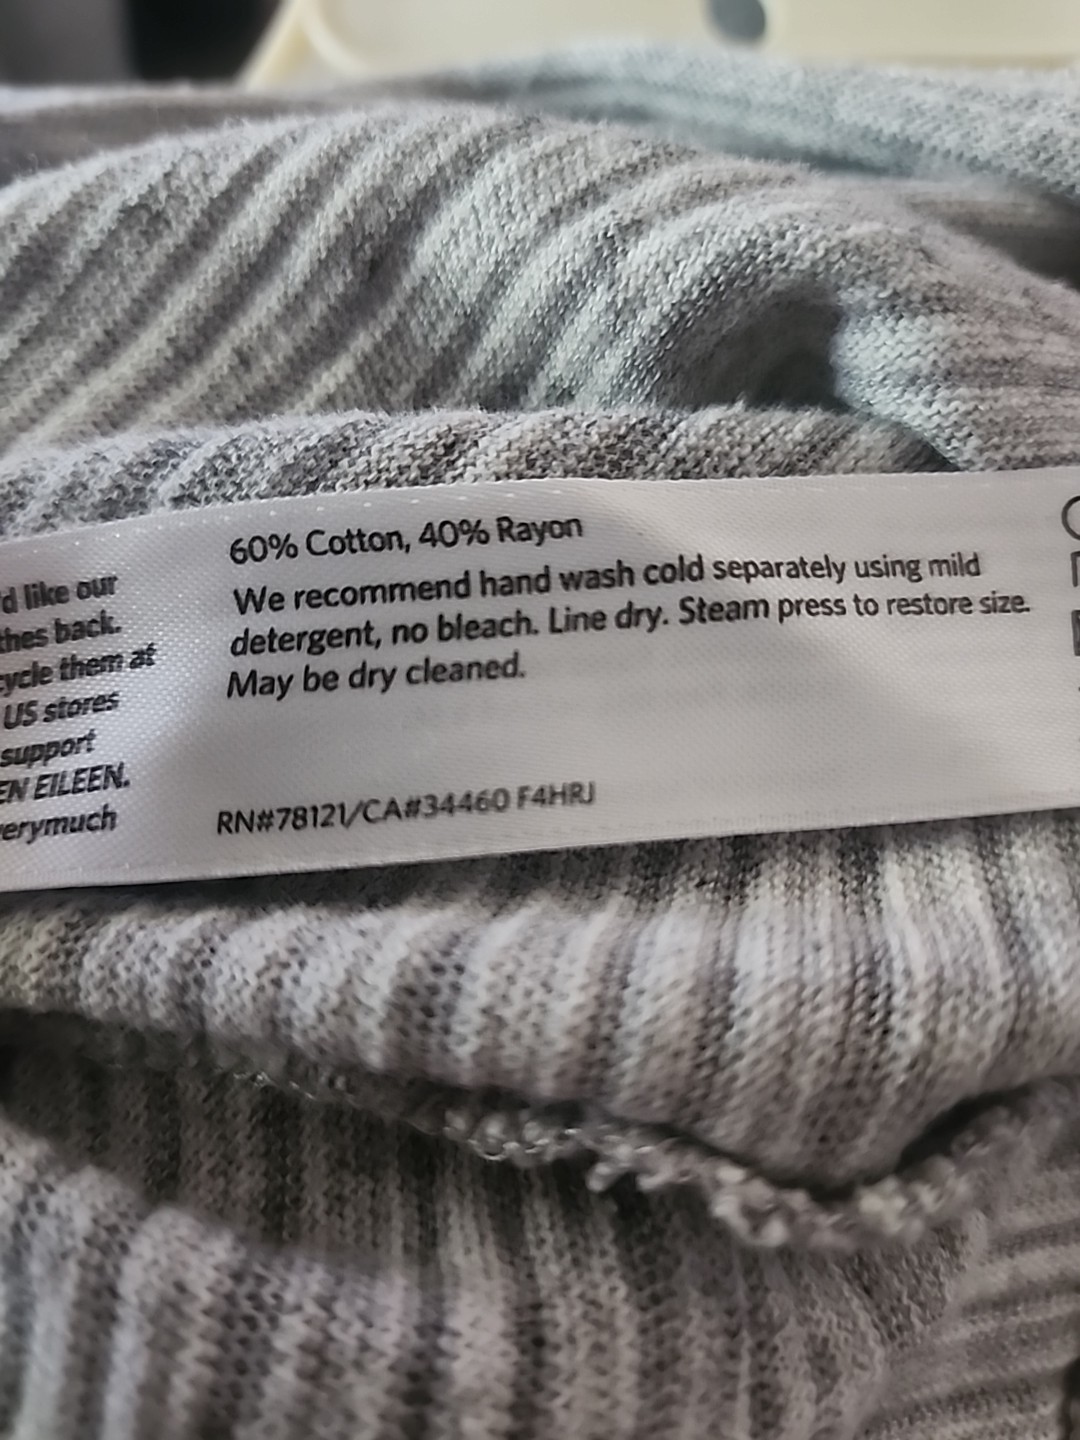 'd like our
thes back.
cycle them at
US stores
support
EN EILEEN.
erymuch
60% Cotton, 40% Rayon
We recommend hand wash cold separately using mild
detergent, no bleach. Line dry. Steam press to restore size.
May be dry cleaned.
RN#78121/CA#34460 F4HRJ